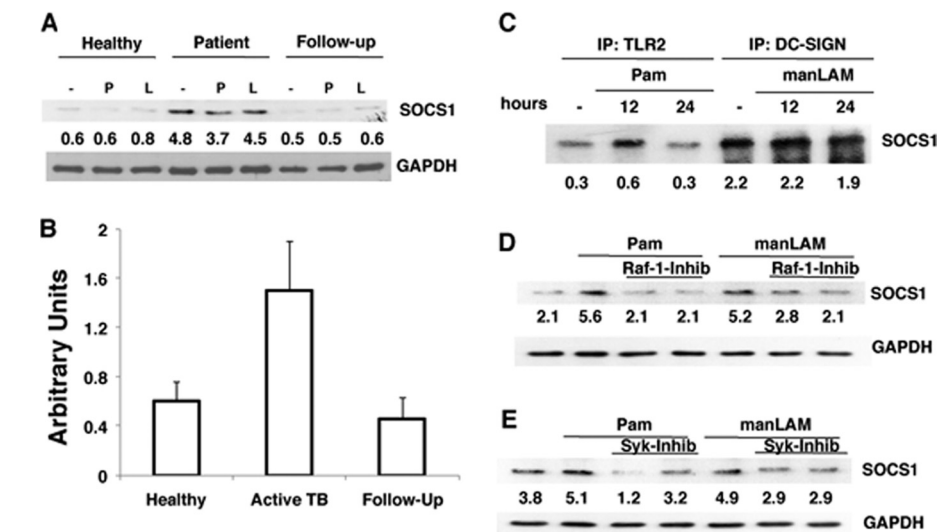 A
Healthy Patient Follow-up
- P L - P L - P L
SOCS1
0.6 0.6 0.8 4.8 3.7 4.5 0.5 0.5 0.6
GAPDH
B
Arbitrary Units
2
1.6
1.2
0.8
0.4
0
Healthy Active TB Follow-Up
C
IP: TLR2 IP: DC-SIGN
Pam manLAM
hours - 12 24 - 12 24
SOCS1
0.3 0.6 0.3 2.2 2.2 1.9
D
Pam manLAM
Raf-1-Inhib Raf-1-Inhib
SOCS1
2.1 5.6 2.1 2.1 5.2 2.8 2.1
GAPDH
E
Pam manLAM
Syk-Inhib Syk-Inhib
SOCS1
3.8 5.1 1.2 3.2 4.9 2.9 2.9
GAPDH